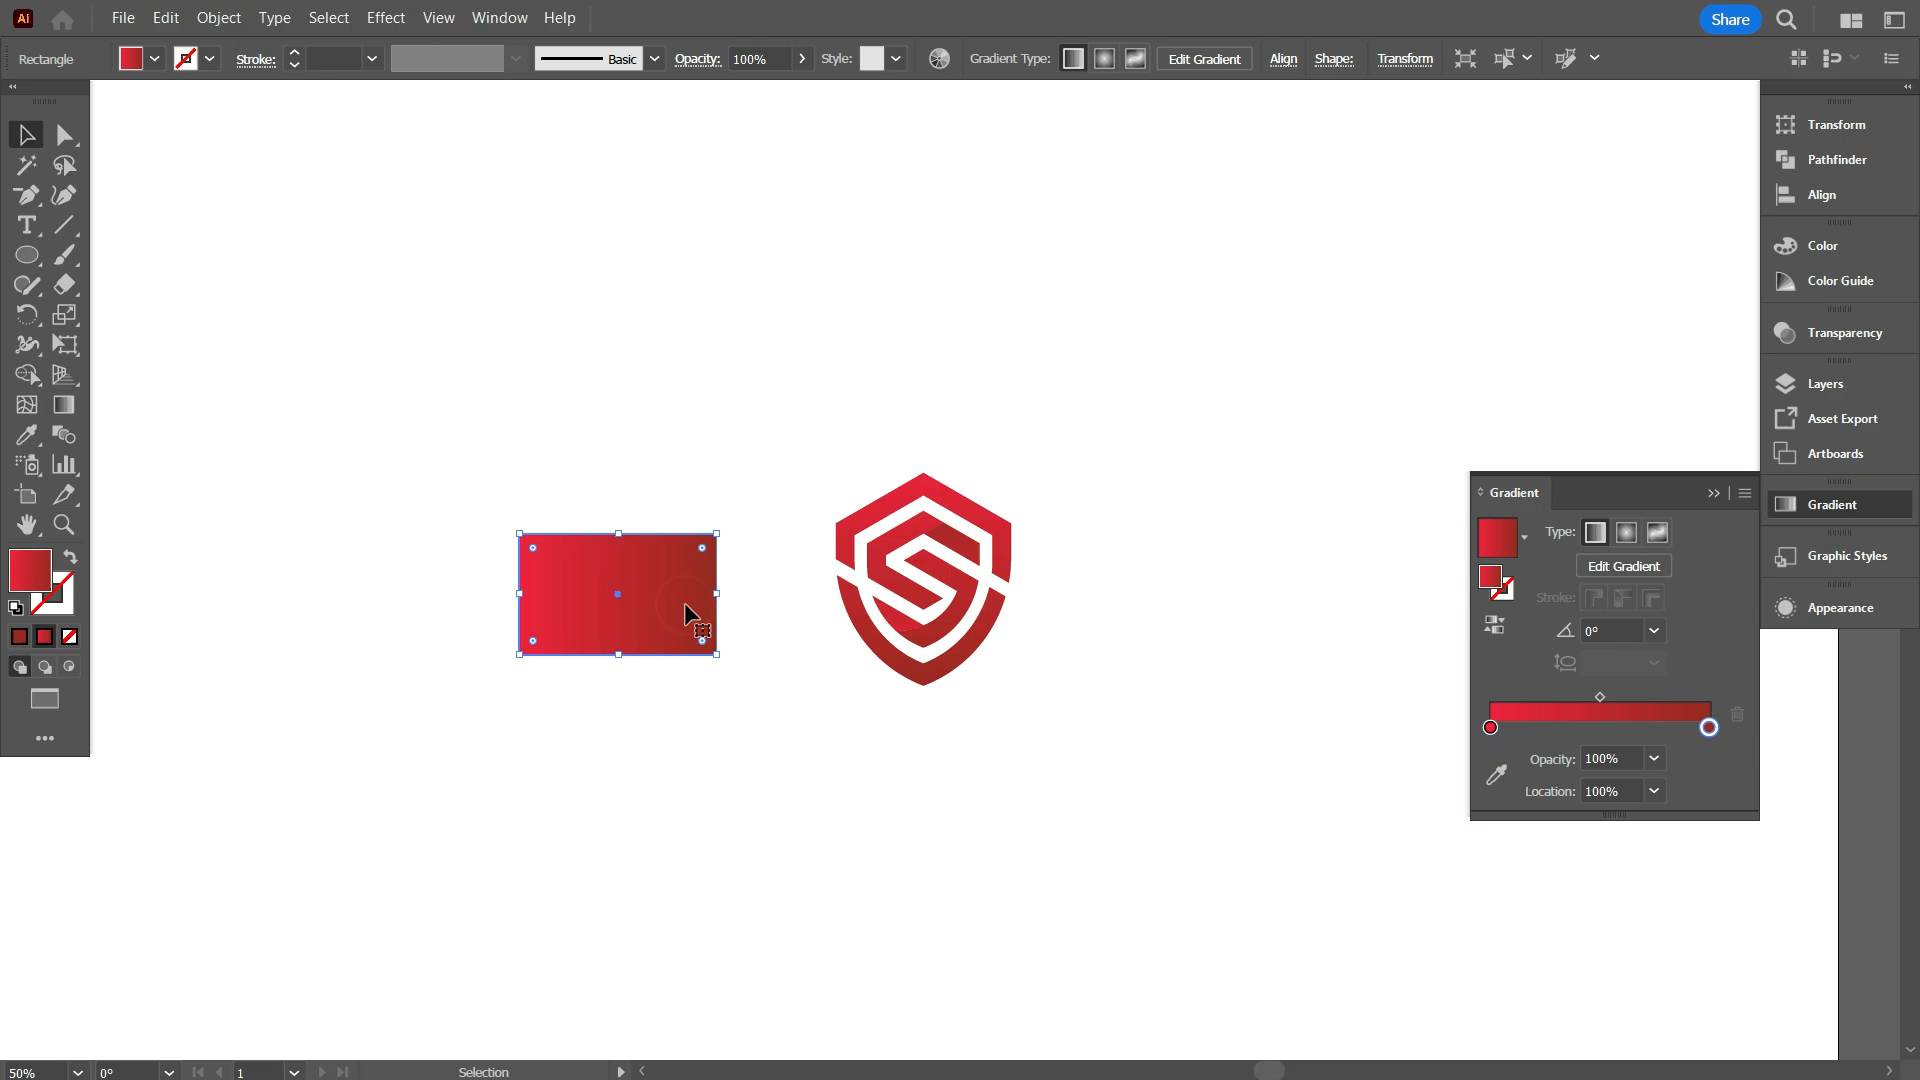 Ai File Edit Object Type Select Effect View Window Help Share
Rectangle Stroke: Basic Opacity: 100% Style: Gradient Type: Edit Gradient Align Shape: Transform
Transform
Pathfinder
Align
Color
Color Guide
Transparency
Layers
Asset Export
Artboards
Gradient
Graphic Styles
Appearance
Gradient
Type:
Edit Gradient
Stroke:
0°
Opacity: 100%
Location: 100%
S
50% 0° 1 Selection